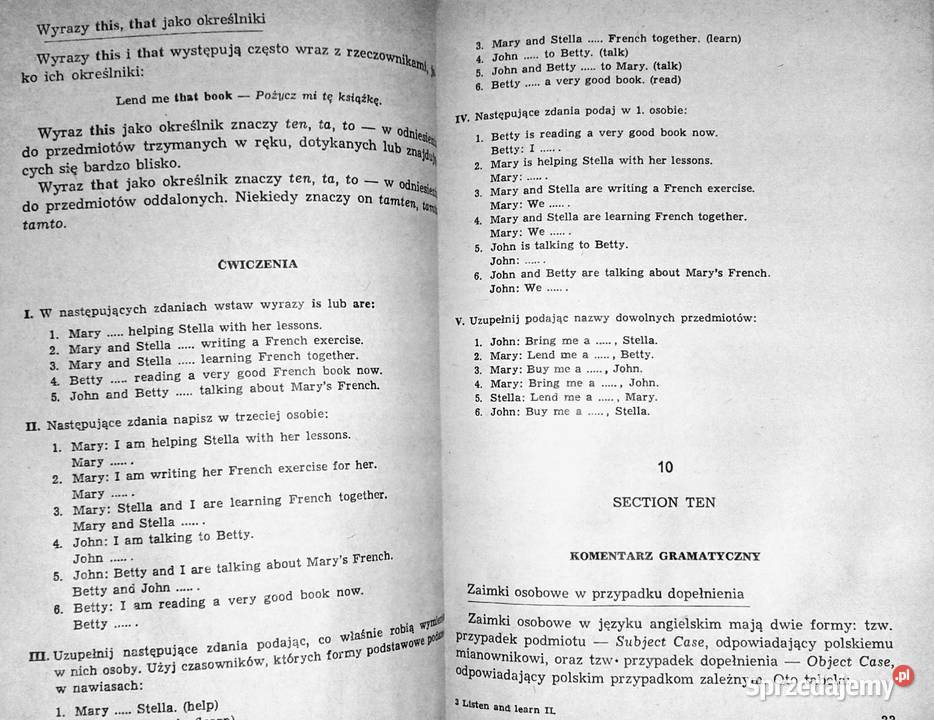 Wyrazy this, that jako określniki
Wyrazy this i that występują często wraz z rzeczownikami,
ko ich określniki:
Lend me that book — Pożycz mi tę książkę.
Wyraz this jako określnik znaczy ten, ta, to — w odniesieniu
do przedmiotów trzymanych w ręku, dotykanych lub znajdu
cych się bardzo blisko.
Wyraz that jako określnik znaczy ten, ta, to — w odniesieniu
do przedmiotów oddalonych. Niekiedy znaczy on tamten,
tamto.
ĆWICZENIA
I. W następujących zdaniach wstaw wyrazy is lub are:
1. Mary ..... helping Stella with her lessons.
2. Mary and Stella ..... writing a French exercise.
3. Mary and Stella ..... learning French together.
4. Betty ..... reading a very good French book now.
5. John and Betty ..... talking about Mary's French.
II. Następujące zdania napisz w trzeciej osobie:
1. Mary: I am helping Stella with her lessons.
Mary ......
2. Mary: I am writing her French exercise for her.
Mary ......
3. Mary: Stella and I are learning French together.
Mary and Stella ......
4. John: I am talking to Betty.
John ......
5. John: Betty and I are talking about Mary's French.
Betty and John ......
6. Betty: I am reading a very good book now.
Betty ......
III. Uzupełnij następujące zdania podając, co właśnie robią
w nich osoby. Użyj czasowników, których formy podstawowe
w nawiasach:
1. Mary ..... Stella. (help)
3. Mary and Stella ..... French together. (learn)
4. John ..... to Betty. (talk)
5. John and Betty ..... to Mary. (talk)
6. Betty ..... a very good book. (read)
IV. Następujące zdania podaj w 1. osobie:
1. Betty is reading a very good book now.
Betty: I ......
2. Mary is helping Stella with her lessons.
Mary: ......
3. Mary and Stella are writing a French exercise.
Mary: We ......
4. Mary and Stella are learning French together.
Mary: We ......
5. John is talking to Betty.
John: ......
6. John and Betty are talking about Mary's French.
John: We ......
V. Uzupełnij podając nazwy dowolnych przedmiotów:
1. John: Bring me a ....., Stella.
2. Mary: Lend me a ....., Betty.
3. Mary: Buy me a ....., John.
4. Mary: Bring me a ....., John.
5. Stella: Lend me a ....., Mary.
6. John: Buy me a ....., Stella.
10
SECTION TEN
KOMENTARZ GRAMATYCZNY
Zaimki osobowe w przypadku dopełnienia
Zaimki osobowe w języku angielskim mają dwie formy: tzw.
przypadek podmiotu — Subject Case, odpowiadający polskiemu
mianownikowi, oraz tzw. przypadek dopełnienia — Object Case,
odpowiadający polskim przypadkom zależnym. Oto tabela:
3 Listen and learn II.
33
Sprzedajemy.pl